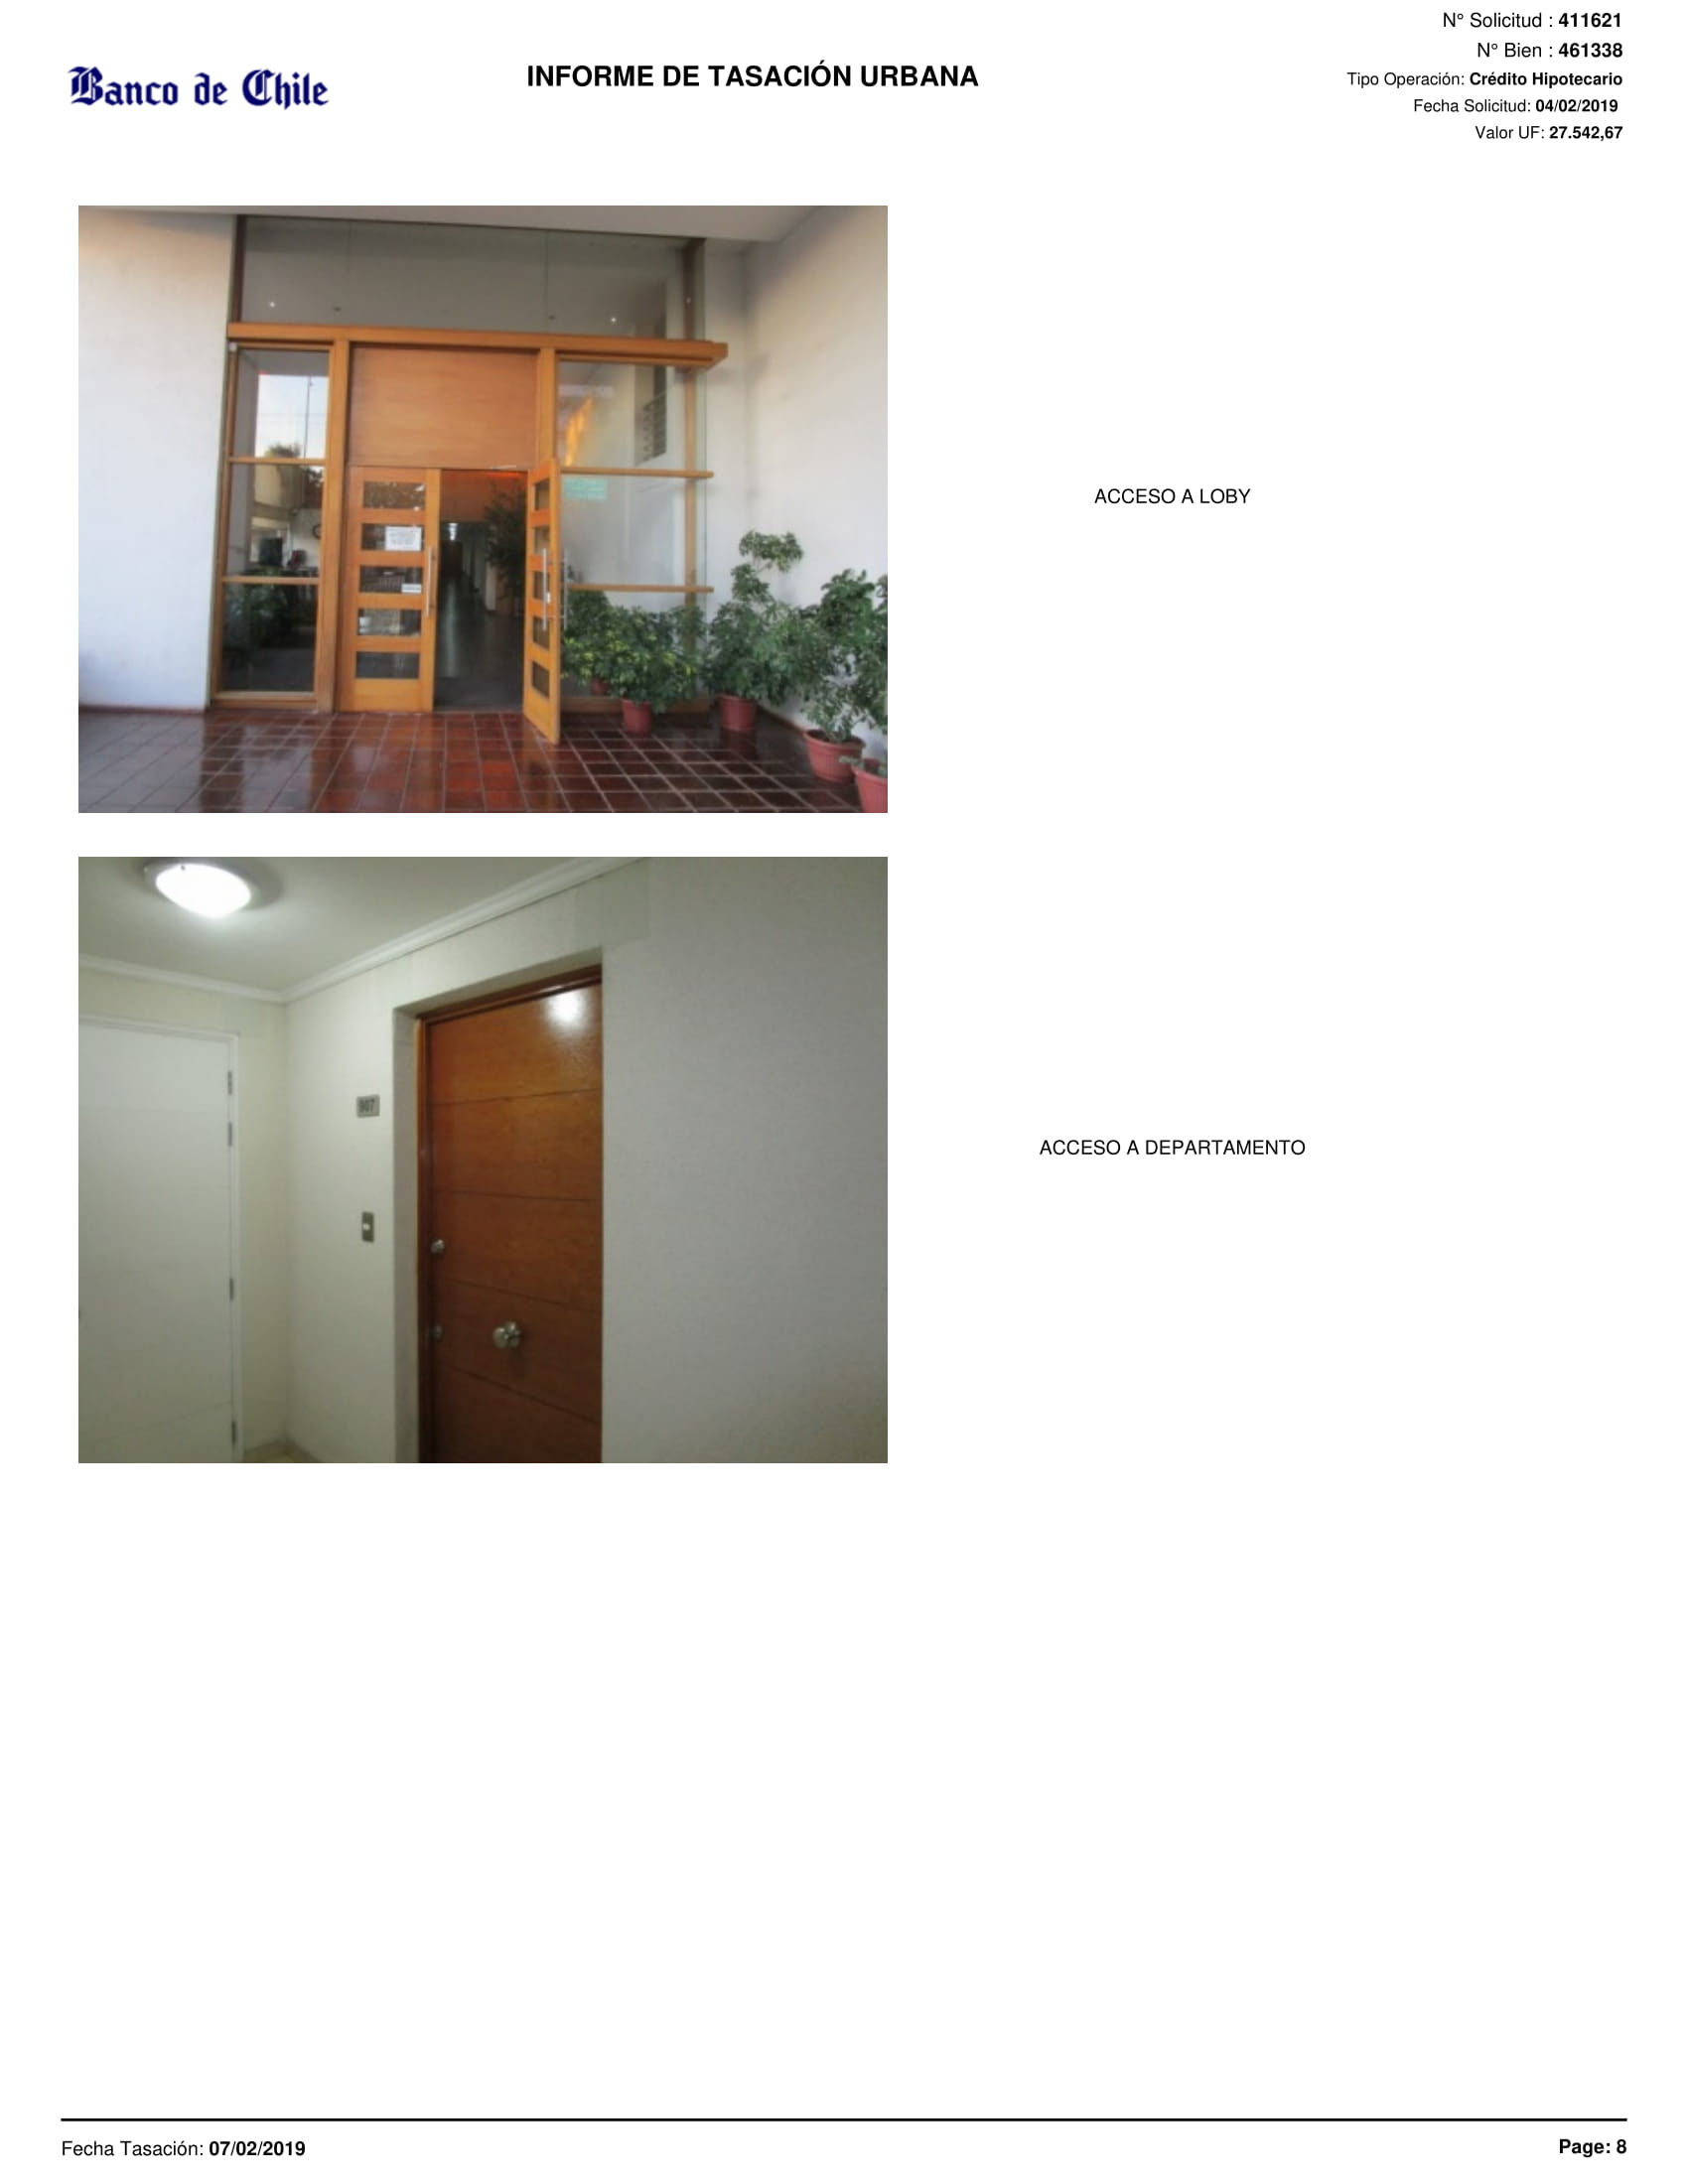 N° Solicitud : 411621
N° Bien : 461338
Banco de Chile
INFORME DE TASACIÓN URBANA
Tipo Operación: Crédito Hipotecario
Fecha Solicitud: 04/02/2019
Valor UF: 27.542,67
ACCESO A LOBY
ACCESO A DEPARTAMENTO
Fecha Tasación: 07/02/2019
Page: 8